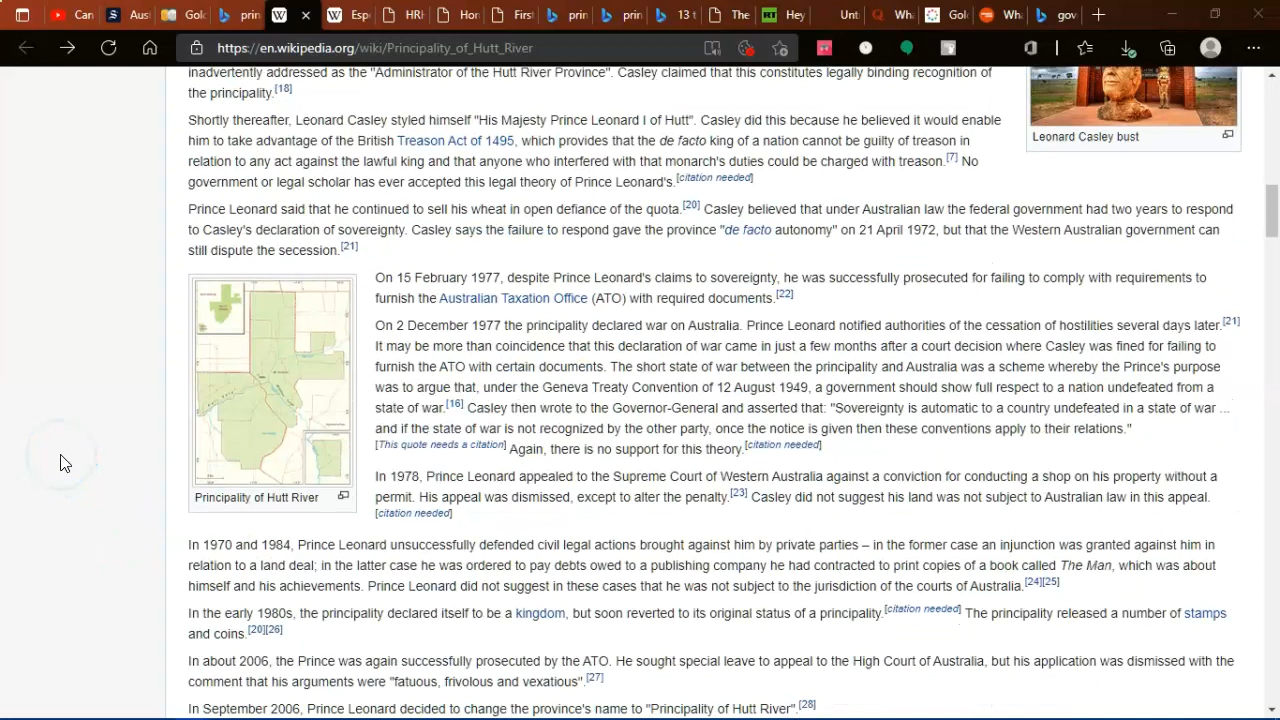 Can
Aus
Gold
prin
Esp
HRI
Hor
First
prin
prin
13 t
The
RT
Hey
Unti
Wha
Gol
Wha
gov
https://en.wikipedia.org/wiki/Principality_of_Hutt_River
inadvertently addressed as the "Administrator of the Hutt River Province". Casley claimed that this constitutes legally binding recognition of
the principality.[18]
Leonard Casley bust
Shortly thereafter, Leonard Casley styled himself "His Majesty Prince Leonard I of Hutt". Casley did this because he believed it would enable
him to take advantage of the British Treason Act of 1495, which provides that the de facto king of a nation cannot be guilty of treason in
relation to any act against the lawful king and that anyone who interfered with that monarch's duties could be charged with treason.[7] No
government or legal scholar has ever accepted this legal theory of Prince Leonard's.[citation needed]
Prince Leonard said that he continued to sell his wheat in open defiance of the quota.[20] Casley believed that under Australian law the federal government had two years to respond
to Casley's declaration of sovereignty. Casley says the failure to respond gave the province "de facto autonomy" on 21 April 1972, but that the Western Australian government can
still dispute the secession.[21]
On 15 February 1977, despite Prince Leonard's claims to sovereignty, he was successfully prosecuted for failing to comply with requirements to
furnish the Australian Taxation Office (ATO) with required documents.[22]
On 2 December 1977 the principality declared war on Australia. Prince Leonard notified authorities of the cessation of hostilities several days later.[21]
It may be more than coincidence that this declaration of war came in just a few months after a court decision where Casley was fined for failing to
furnish the ATO with certain documents. The short state of war between the principality and Australia was a scheme whereby the Prince's purpose
was to argue that, under the Geneva Treaty Convention of 12 August 1949, a government should show full respect to a nation undefeated from a
state of war.[16] Casley then wrote to the Governor-General and asserted that: "Sovereignty is automatic to a country undefeated in a state of war ...
and if the state of war is not recognized by the other party, once the notice is given then these conventions apply to their relations."
[This quote needs a citation] Again, there is no support for this theory.[citation needed]
Principality of Hutt River
In 1978, Prince Leonard appealed to the Supreme Court of Western Australia against a conviction for conducting a shop on his property without a
permit. His appeal was dismissed, except to alter the penalty.[23] Casley did not suggest his land was not subject to Australian law in this appeal.
[citation needed]
In 1970 and 1984, Prince Leonard unsuccessfully defended civil legal actions brought against him by private parties – in the former case an injunction was granted against him in
relation to a land deal; in the latter case he was ordered to pay debts owed to a publishing company he had contracted to print copies of a book called The Man, which was about
himself and his achievements. Prince Leonard did not suggest in these cases that he was not subject to the jurisdiction of the courts of Australia.[24][25]
In the early 1980s, the principality declared itself to be a kingdom, but soon reverted to its original status of a principality.[citation needed] The principality released a number of stamps
and coins.[20][26]
In about 2006, the Prince was again successfully prosecuted by the ATO. He sought special leave to appeal to the High Court of Australia, but his application was dismissed with the
comment that his arguments were "fatuous, frivolous and vexatious".[27]
In September 2006, Prince Leonard decided to change the province's name to "Principality of Hutt River".[28]